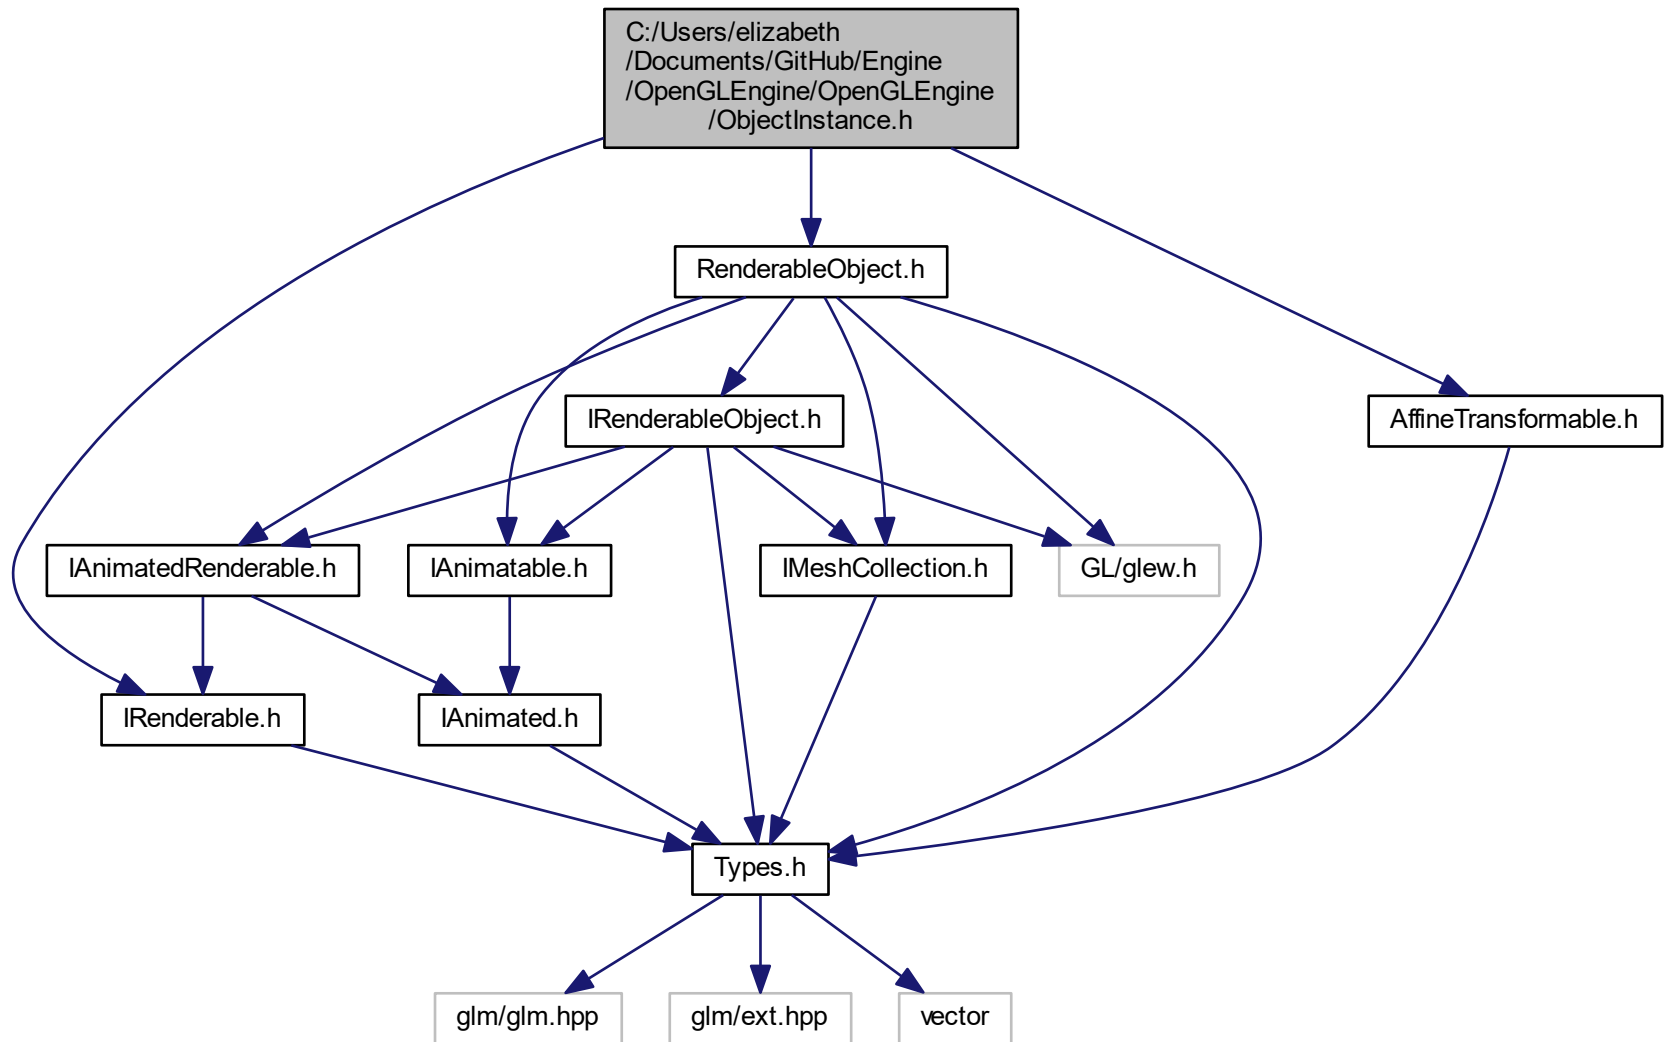 C:/Users/elizabeth
/Documents/GitHub/Engine
/OpenGLEngine/OpenGLEngine
/ObjectInstance.h
RenderableObject.h
IRenderableObject.h
AffineTransformable.h
IAnimatedRenderable.h
IAnimatable.h
IMeshCollection.h
GL/glew.h
IRenderable.h
IAnimated.h
Types.h
glm/glm.hpp
glm/ext.hpp
vector